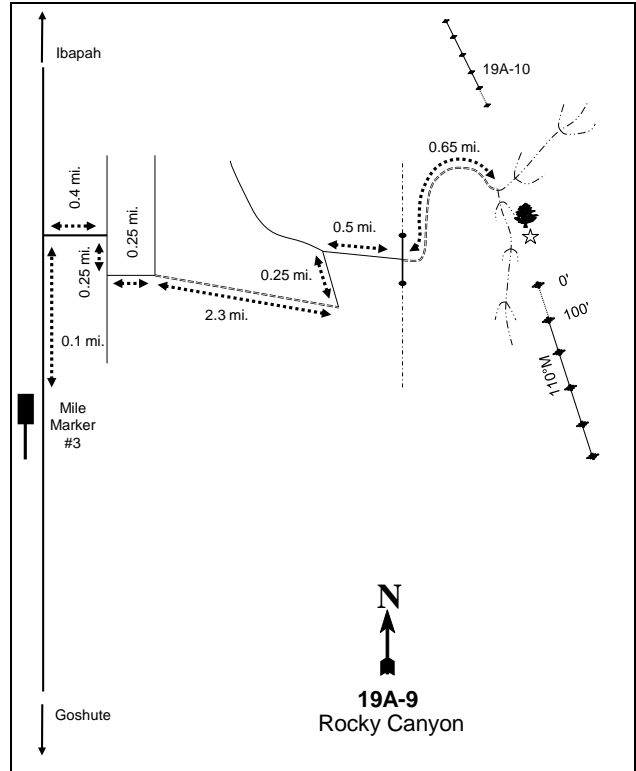 Ibapah
19A-10
0.65 mi.
0.4 mi.
0.25 mi.
0.5 mi.
0.25 mi.
0.25 mi.
0'
100'
2.3 mi.
0.1 mi.
110°M
Mile
Marker
#3
N
19A-9
Rocky Canyon
Goshute